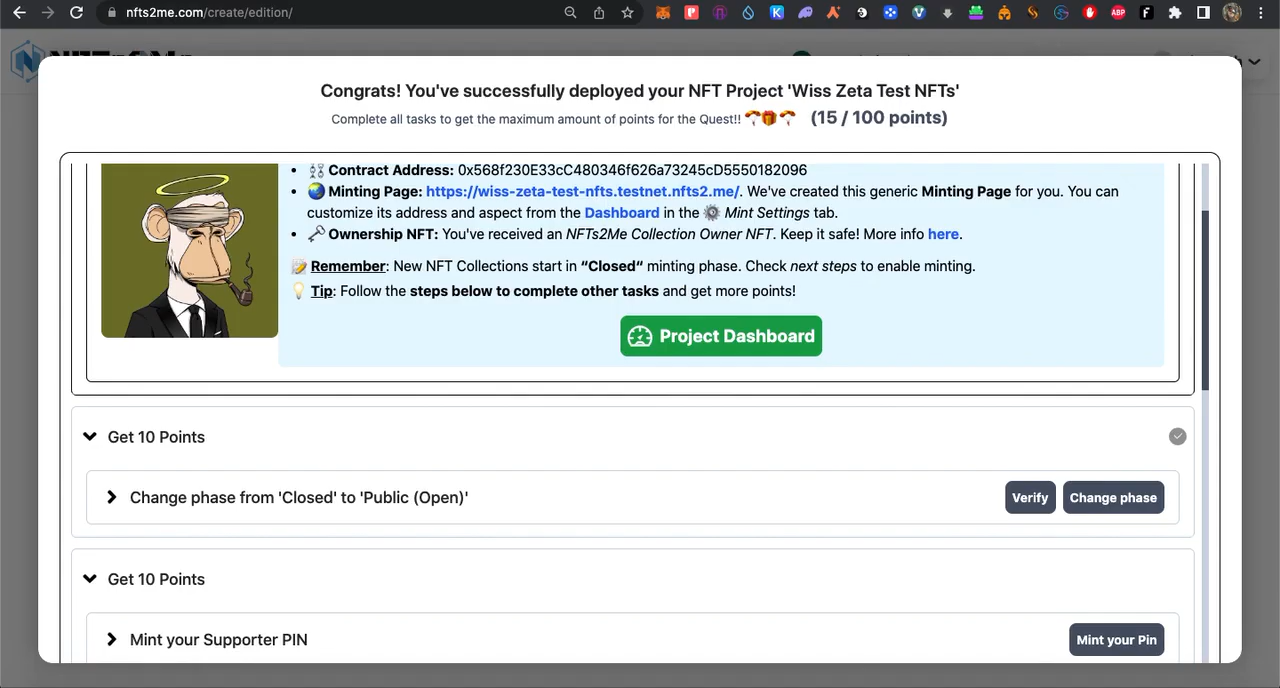 nfts2me.com/create/edition/
Congrats! You've successfully deployed your NFT Project 'Wiss Zeta Test NFTs'
Complete all tasks to get the maximum amount of points for the Quest!! 🪂🎁🪂 (15 / 100 points)
• ⛓ Contract Address: 0x568f230E33cC480346f626a73245cD5550182096
• 🌏 Minting Page: https://wiss-zeta-test-nfts.testnet.nfts2.me/. We've created this generic Minting Page for you. You can
customize its address and aspect from the Dashboard in the ⚙️ Mint Settings tab.
• 🗝 Ownership NFT: You've received an NFTs2Me Collection Owner NFT. Keep it safe! More info here.
📝 Remember: New NFT Collections start in “Closed“ minting phase. Check next steps to enable minting.
💡 Tip: Follow the steps below to complete other tasks and get more points!
Project Dashboard
Get 10 Points
Change phase from 'Closed' to 'Public (Open)' Verify Change phase
Get 10 Points
Mint your Supporter PIN Mint your Pin